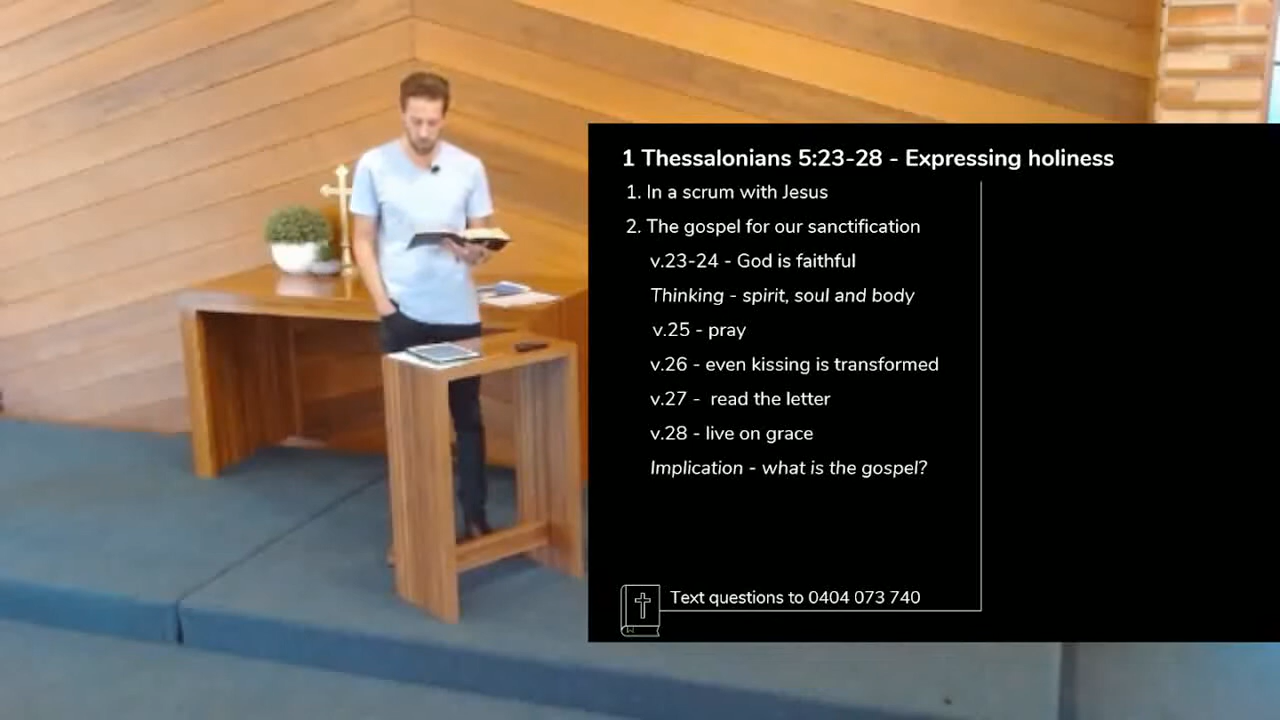 1 Thessalonians 5:23-28 - Expressing holiness
1. In a scrum with Jesus
2. The gospel for our sanctification
v.23-24 - God is faithful
Thinking - spirit, soul and body
v.25 - pray
v.26 - even kissing is transformed
v.27 - read the letter
v.28 - live on grace
Implication - what is the gospel?
Text questions to 0404 073 740